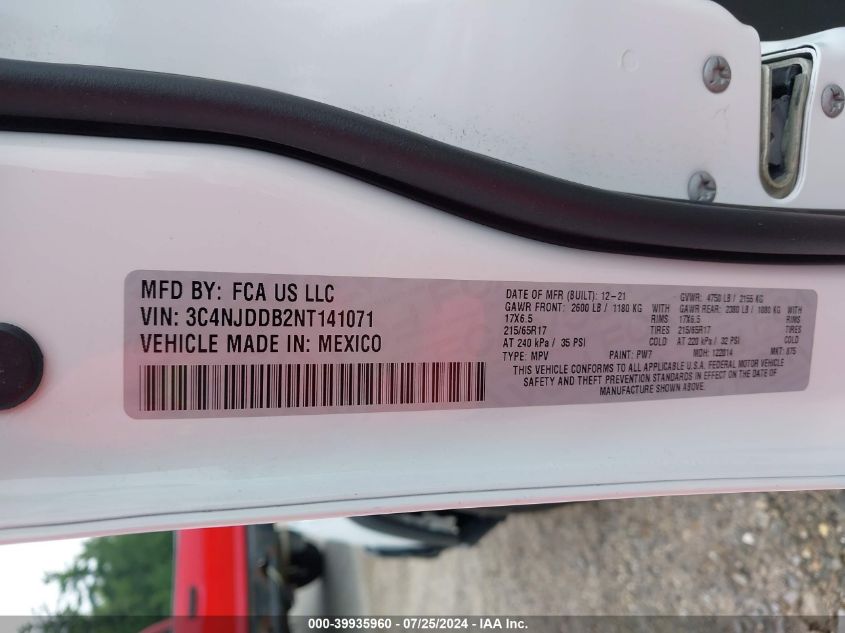 MFD BY: FCA US LLC
VIN: 3C4NJDDB2NT141071
VEHICLE MADE IN: MEXICO
DATE OF MFR (BUILT): 12-21 GVWR: 4750 LB / 2155 KG
GAWR FRONT: 2600 LB / 1180 KG WITH GAWR REAR: 2380 LB / 1080 KG WITH
17X6.5 RIMS 17X6.5 RIMS
215/65R17 TIRES 215/65R17 TIRES
AT 240 kPa / 35 PSI COLD AT 220 kPa / 32 PSI COLD
TYPE: MPV PAINT: PW7 MDH: 122014 MKT: 875
THIS VEHICLE CONFORMS TO ALL APPLICABLE U.S.A. FEDERAL MOTOR VEHICLE
SAFETY AND THEFT PREVENTION STANDARDS IN EFFECT ON THE DATE OF
MANUFACTURE SHOWN ABOVE.
000-39935960 - 07/25/2024 - IAA Inc.